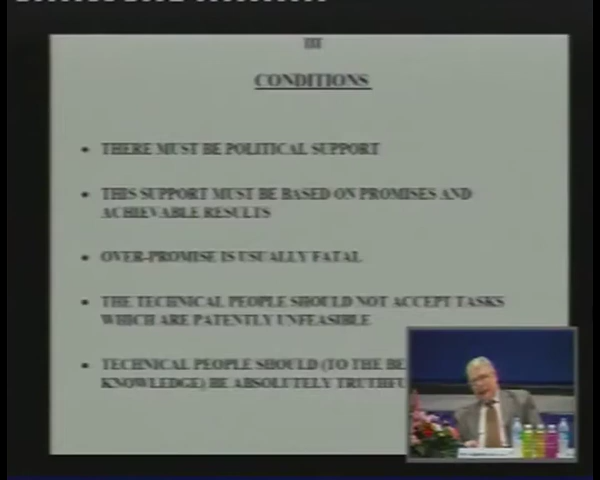 III
CONDITIONS
• THERE MUST BE POLITICAL SUPPORT
• THIS SUPPORT MUST BE BASED ON PROMISES AND
ACHIEVABLE RESULTS
• OVER-PROMISE IS USUALLY FATAL
• THE TECHNICAL PEOPLE SHOULD NOT ACCEPT TASKS
WHICH ARE PATENTLY UNFEASIBLE
• TECHNICAL PEOPLE SHOULD (TO THE BE
KNOWLEDGE) BE ABSOLUTELY TRUTHFU